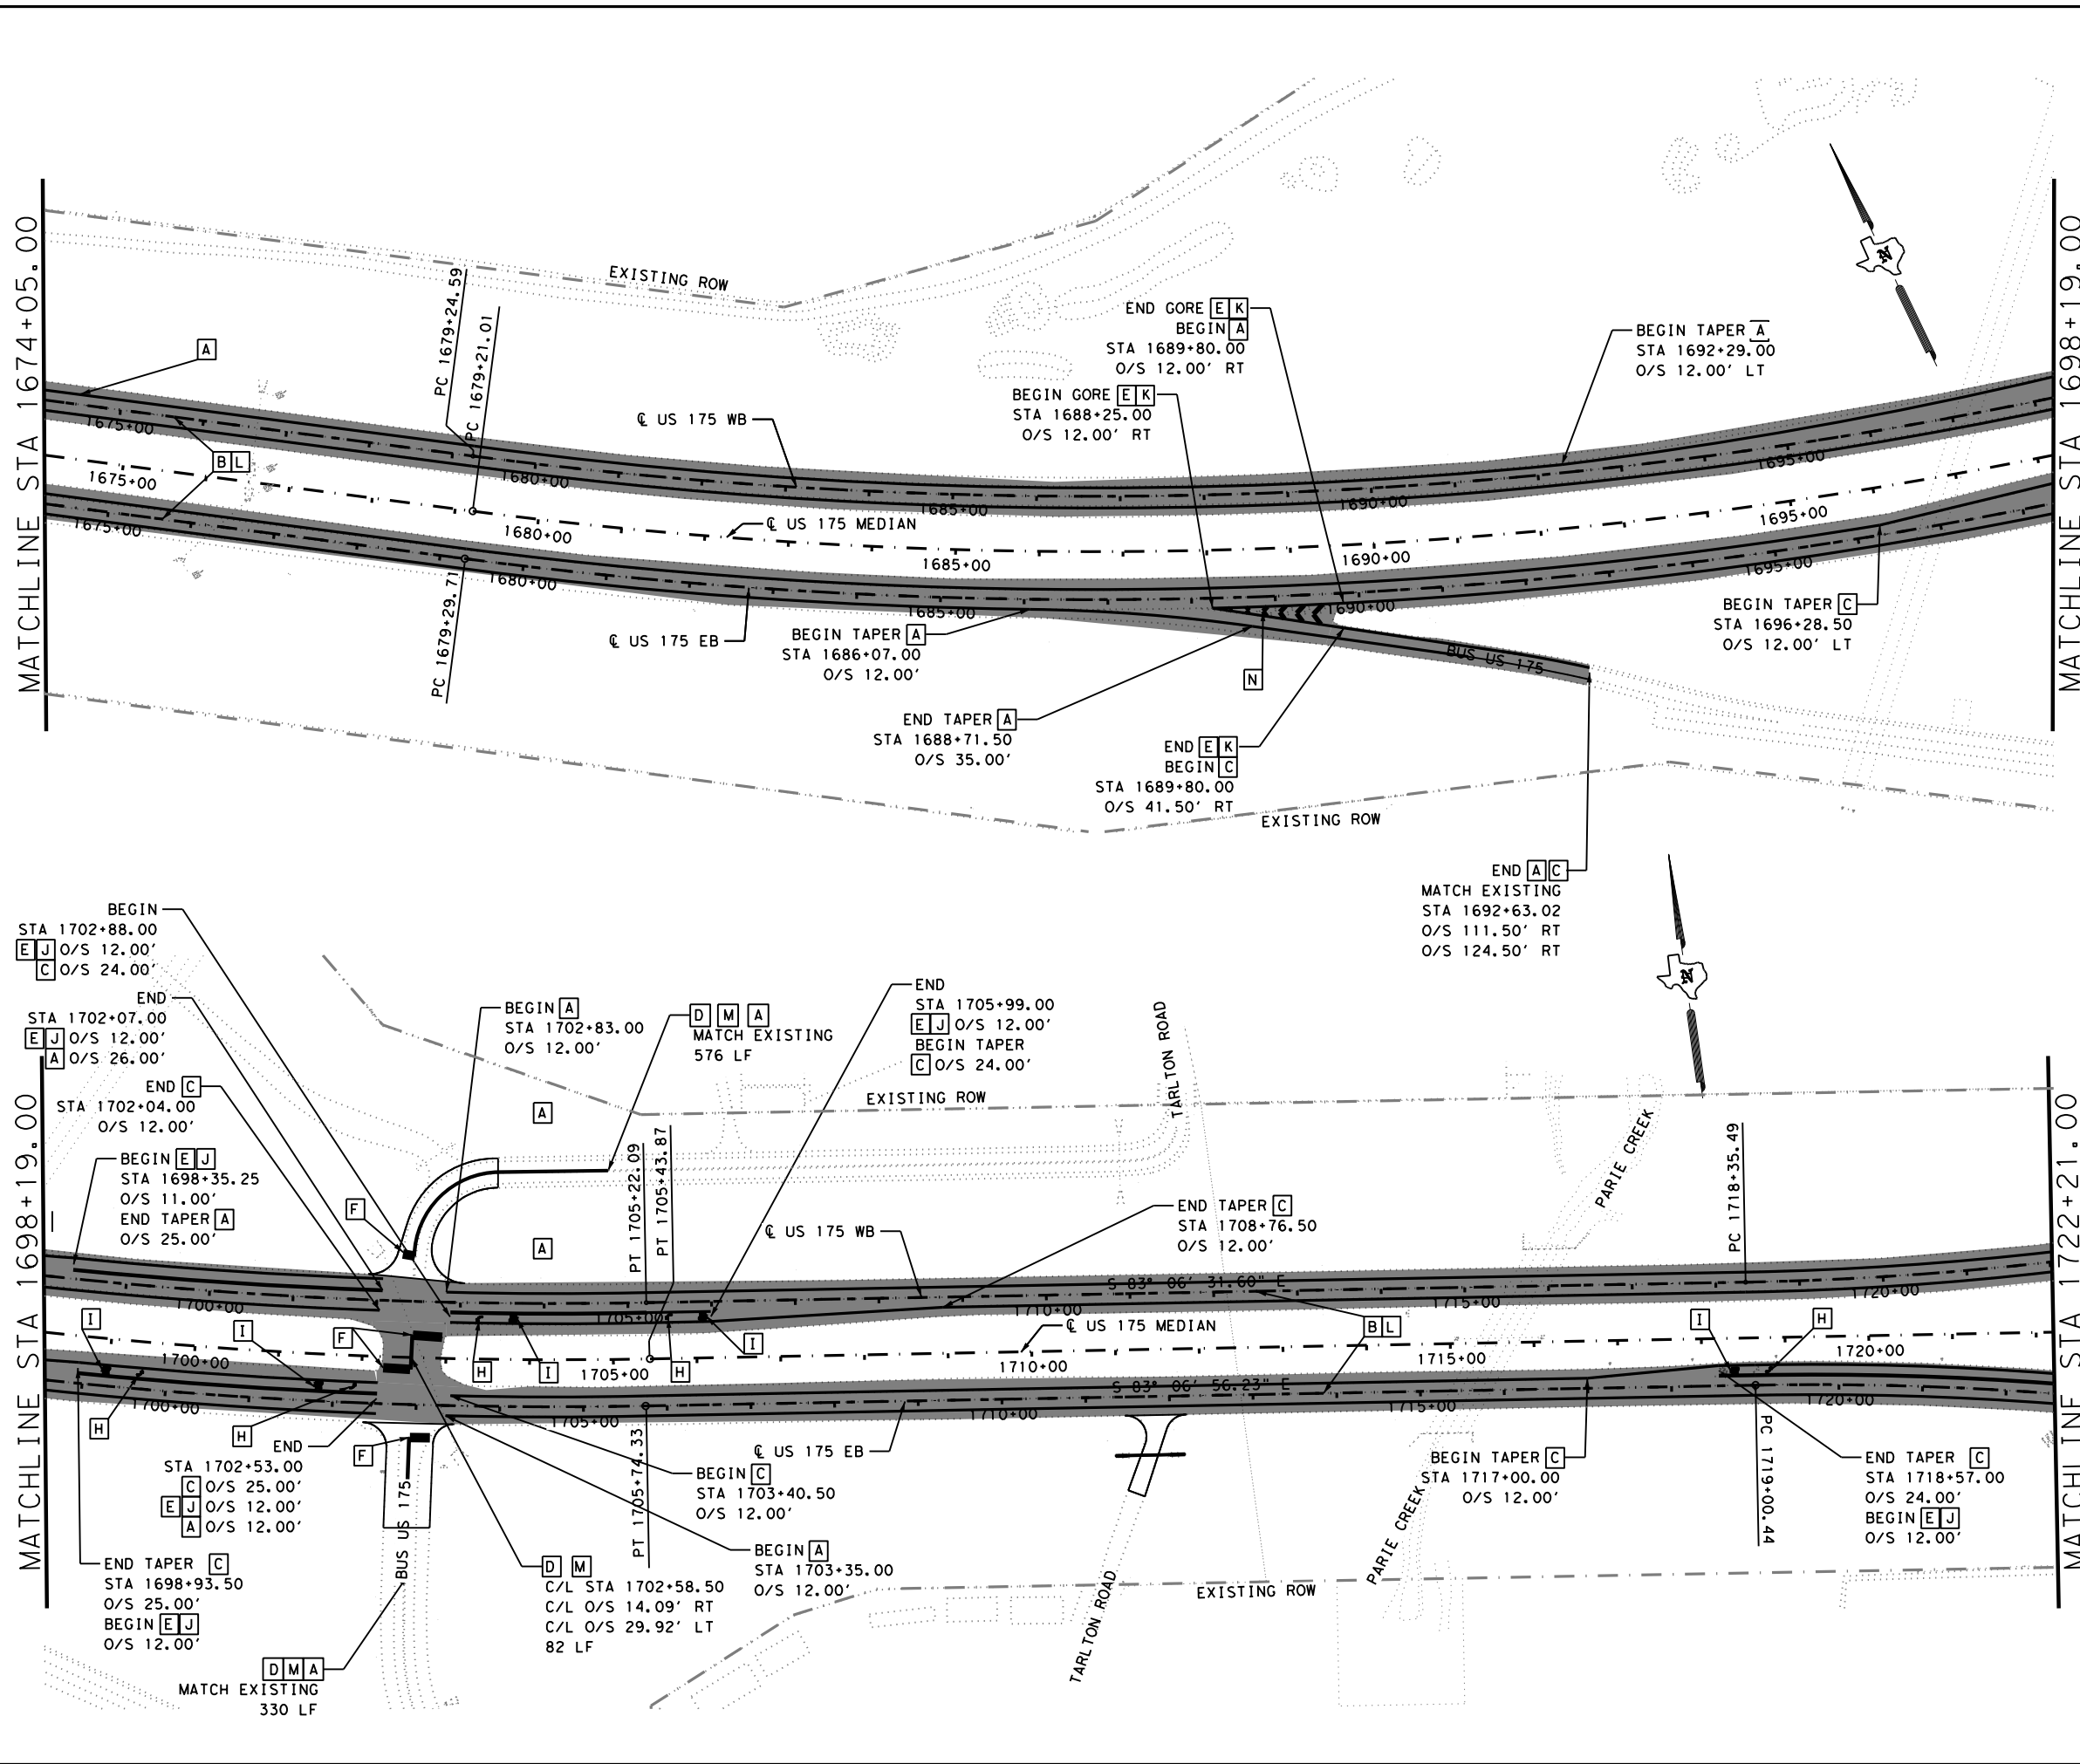 MATCHLINE STA 1674+05.00
MATCHLINE STA 1698+19.00
EXISTING ROW
PC 1679+24.59
PC 1679+21.01
A
B L
1675+00
1675+00
1675+00
℄ US 175 WB
1680+00
1680+00
1680+00
℄ US 175 MEDIAN
1685+00
1685+00
1685+00
PC 1679+29.71
℄ US 175 EB
END GORE E K
BEGIN A
STA 1689+80.00
O/S 12.00' RT
BEGIN GORE E K
STA 1688+25.00
O/S 12.00' RT
BEGIN TAPER A
STA 1692+29.00
O/S 12.00' LT
1690+00
1690+00
1690+00
1695+00
1695+00
1695+00
BEGIN TAPER A
STA 1686+07.00
O/S 12.00'
END TAPER A
STA 1688+71.50
O/S 35.00'
N
BUS US 175
END E K
BEGIN C
STA 1689+80.00
O/S 41.50' RT
BEGIN TAPER C
STA 1696+28.50
O/S 12.00' LT
EXISTING ROW
END A C
MATCH EXISTING
STA 1692+63.02
O/S 111.50' RT
O/S 124.50' RT
N
N
MATCHLINE STA 1698+19.00
MATCHLINE STA 1722+21.00
BEGIN
STA 1702+88.00
E J O/S 12.00'
C O/S 24.00'
END
STA 1702+07.00
E J O/S 12.00'
A O/S 26.00'
END C
STA 1702+04.00
O/S 12.00'
BEGIN E J
STA 1698+35.25
O/S 11.00'
END TAPER A
O/S 25.00'
BEGIN A
STA 1702+83.00
O/S 12.00'
D M A
MATCH EXISTING
576 LF
END
STA 1705+99.00
E J O/S 12.00'
BEGIN TAPER
C O/S 24.00'
EXISTING ROW
TARLTON ROAD
A
A
F
PT 1705+22.09
PT 1705+43.87
℄ US 175 WB
END TAPER C
STA 1708+76.50
O/S 12.00'
PARIE CREEK
PC 1718+35.49
S 83° 06' 31.60" E
1700+00
1705+00
1710+00
1715+00
1720+00
I
I
F
H
I
H
I
℄ US 175 MEDIAN
B L
I
H
1700+00
1705+00
1710+00
1715+00
1720+00
S 83° 06' 56.23" E
1700+00
1705+00
1710+00
1715+00
1720+00
H
H
F
END
STA 1702+53.00
C O/S 25.00'
E J O/S 12.00'
A O/S 12.00'
END TAPER C
STA 1698+93.50
O/S 25.00'
BEGIN E J
O/S 12.00'
BUS US 175
D M A
MATCH EXISTING
330 LF
D M
C/L STA 1702+58.50
C/L O/S 14.09' RT
C/L O/S 29.92' LT
82 LF
PT 1705+74.33
℄ US 175 EB
BEGIN C
STA 1703+40.50
O/S 12.00'
BEGIN A
STA 1703+35.00
O/S 12.00'
TARLTON ROAD
EXISTING ROW
PARIE CREEK
BEGIN TAPER C
STA 1717+00.00
O/S 12.00'
PC 1719+00.44
END TAPER C
STA 1718+57.00
O/S 24.00'
BEGIN E J
O/S 12.00'